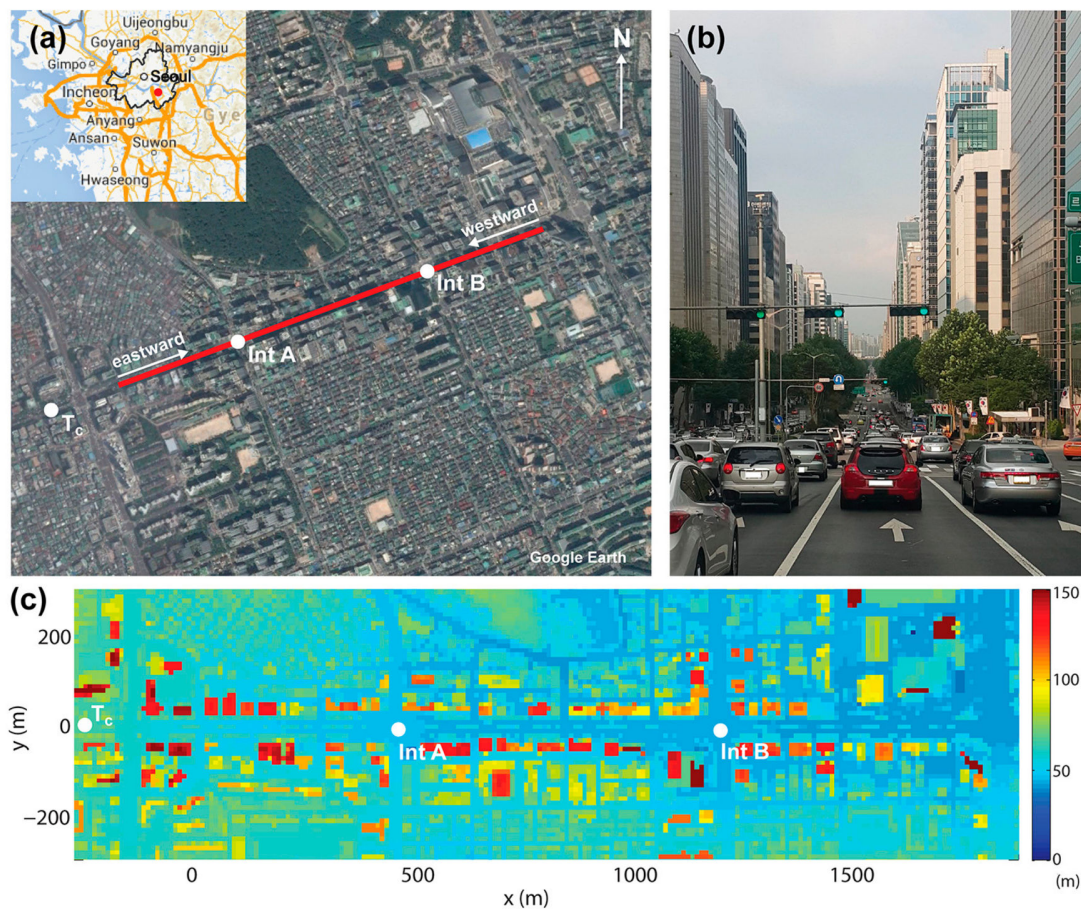 (a)
Uijeongbu
Goyang
Namyangju
Gimpo
Seoul
Incheon
Anyang
Gye
Ansan
Suwon
Hwaseong
N
westward
Int B
Int A
eastward
Tc
Google Earth
(b)
(c)
200
0
−200
y (m)
Tc
Int A
Int B
0
500
1000
1500
x (m)
150
100
50
0
(m)